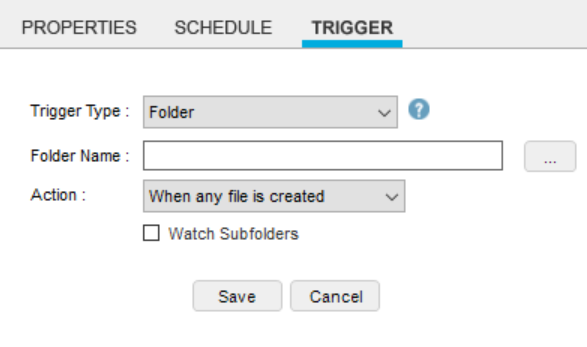 PROPERTIES SCHEDULE TRIGGER
Trigger Type : Folder ?
Folder Name : ...
Action : When any file is created
Watch Subfolders
Save Cancel